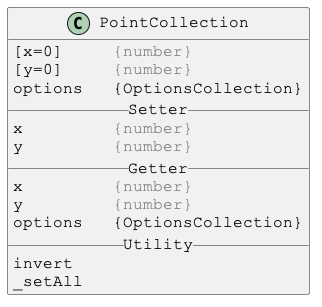 C PointCollection
[x=0] {number}
[y=0] {number}
options {OptionsCollection}
Setter
x {number}
y {number}
Getter
x {number}
y {number}
options {OptionsCollection}
Utility
invert
_setAll